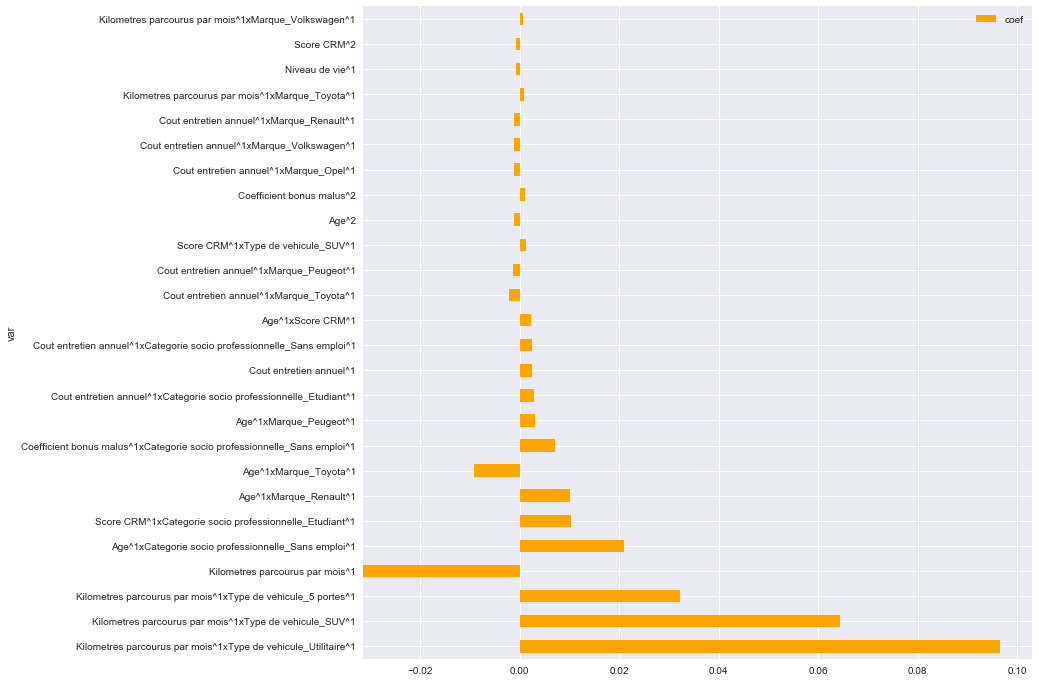 Kilometres parcourus par mois^1xMarque_Volkswagen^1
coef
Score CRM^2
Niveau de vie^1
Kilometres parcourus par mois^1xMarque_Toyota^1
Cout entretien annuel^1xMarque_Renault^1
Cout entretien annuel^1xMarque_Volkswagen^1
Cout entretien annuel^1xMarque_Opel^1
Coefficient bonus malus^2
Age^2
Score CRM^1xType de vehicule_SUV^1
Cout entretien annuel^1xMarque_Peugeot^1
Cout entretien annuel^1xMarque_Toyota^1
Age^1xScore CRM^1
var
Cout entretien annuel^1xCategorie socio professionnelle_Sans emploi^1
Cout entretien annuel^1
Cout entretien annuel^1xCategorie socio professionnelle_Etudiant^1
Age^1xMarque_Peugeot^1
Coefficient bonus malus^1xCategorie socio professionnelle_Sans emploi^1
Age^1xMarque_Toyota^1
Age^1xMarque_Renault^1
Score CRM^1xCategorie socio professionnelle_Etudiant^1
Age^1xCategorie socio professionnelle_Sans emploi^1
Kilometres parcourus par mois^1
Kilometres parcourus par mois^1xType de vehicule_5 portes^1
Kilometres parcourus par mois^1xType de vehicule_SUV^1
Kilometres parcourus par mois^1xType de vehicule_Utilitaire^1
−0.02 0.00 0.02 0.04 0.06 0.08 0.10